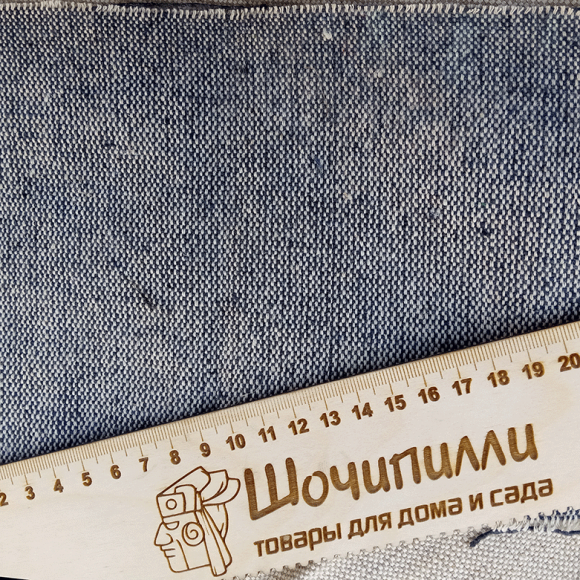 2 3 4 5 6 7 8 9 10 11 12 13 14 15 16 17 18 19 20
Шочипилли
товары для дома и сада